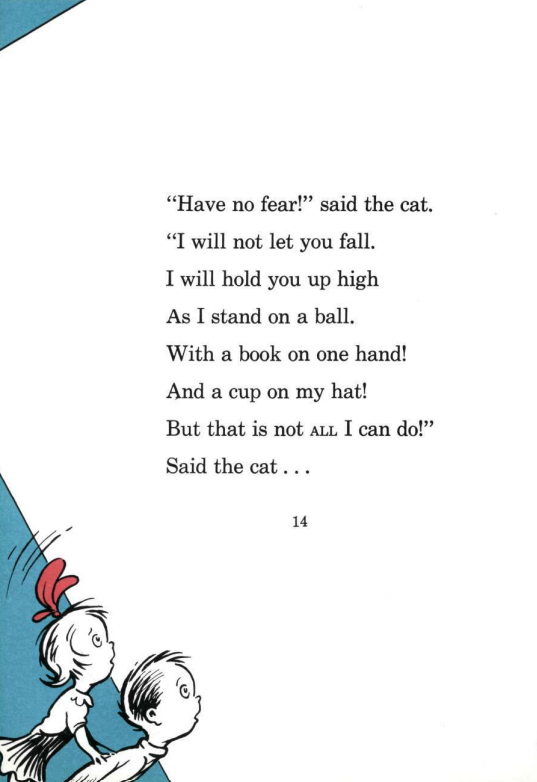 “Have no fear!” said the cat.
“I will not let you fall.
I will hold you up high
As I stand on a ball.
With a book on one hand!
And a cup on my hat!
But that is not ALL I can do!”
Said the cat . . .
14